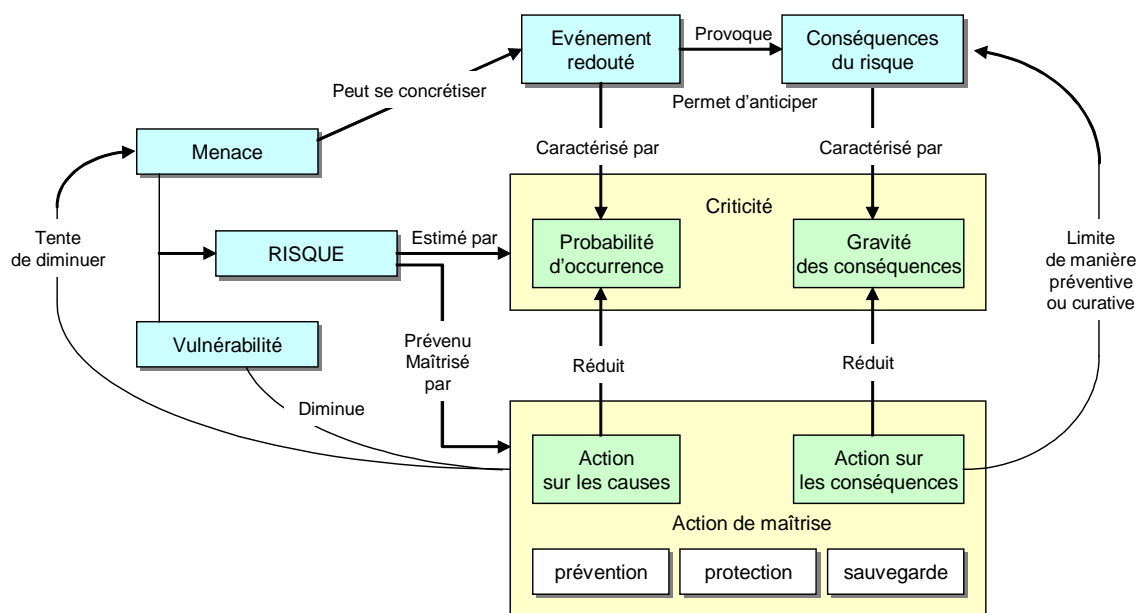 Evénement
redouté
Provoque
Conséquences
du risque
Peut se concrétiser
Permet d'anticiper
Menace
Caractérisé par
Caractérisé par
Criticité
Tente
de diminuer
RISQUE
Estimé par
Probabilité
d'occurrence
Gravité
des conséquences
Limite
de manière
préventive
ou curative
Vulnérabilité
Prévenu
Maîtrisé
par
Réduit
Réduit
Diminue
Action
sur les causes
Action sur
les conséquences
Action de maîtrise
prévention
protection
sauvegarde